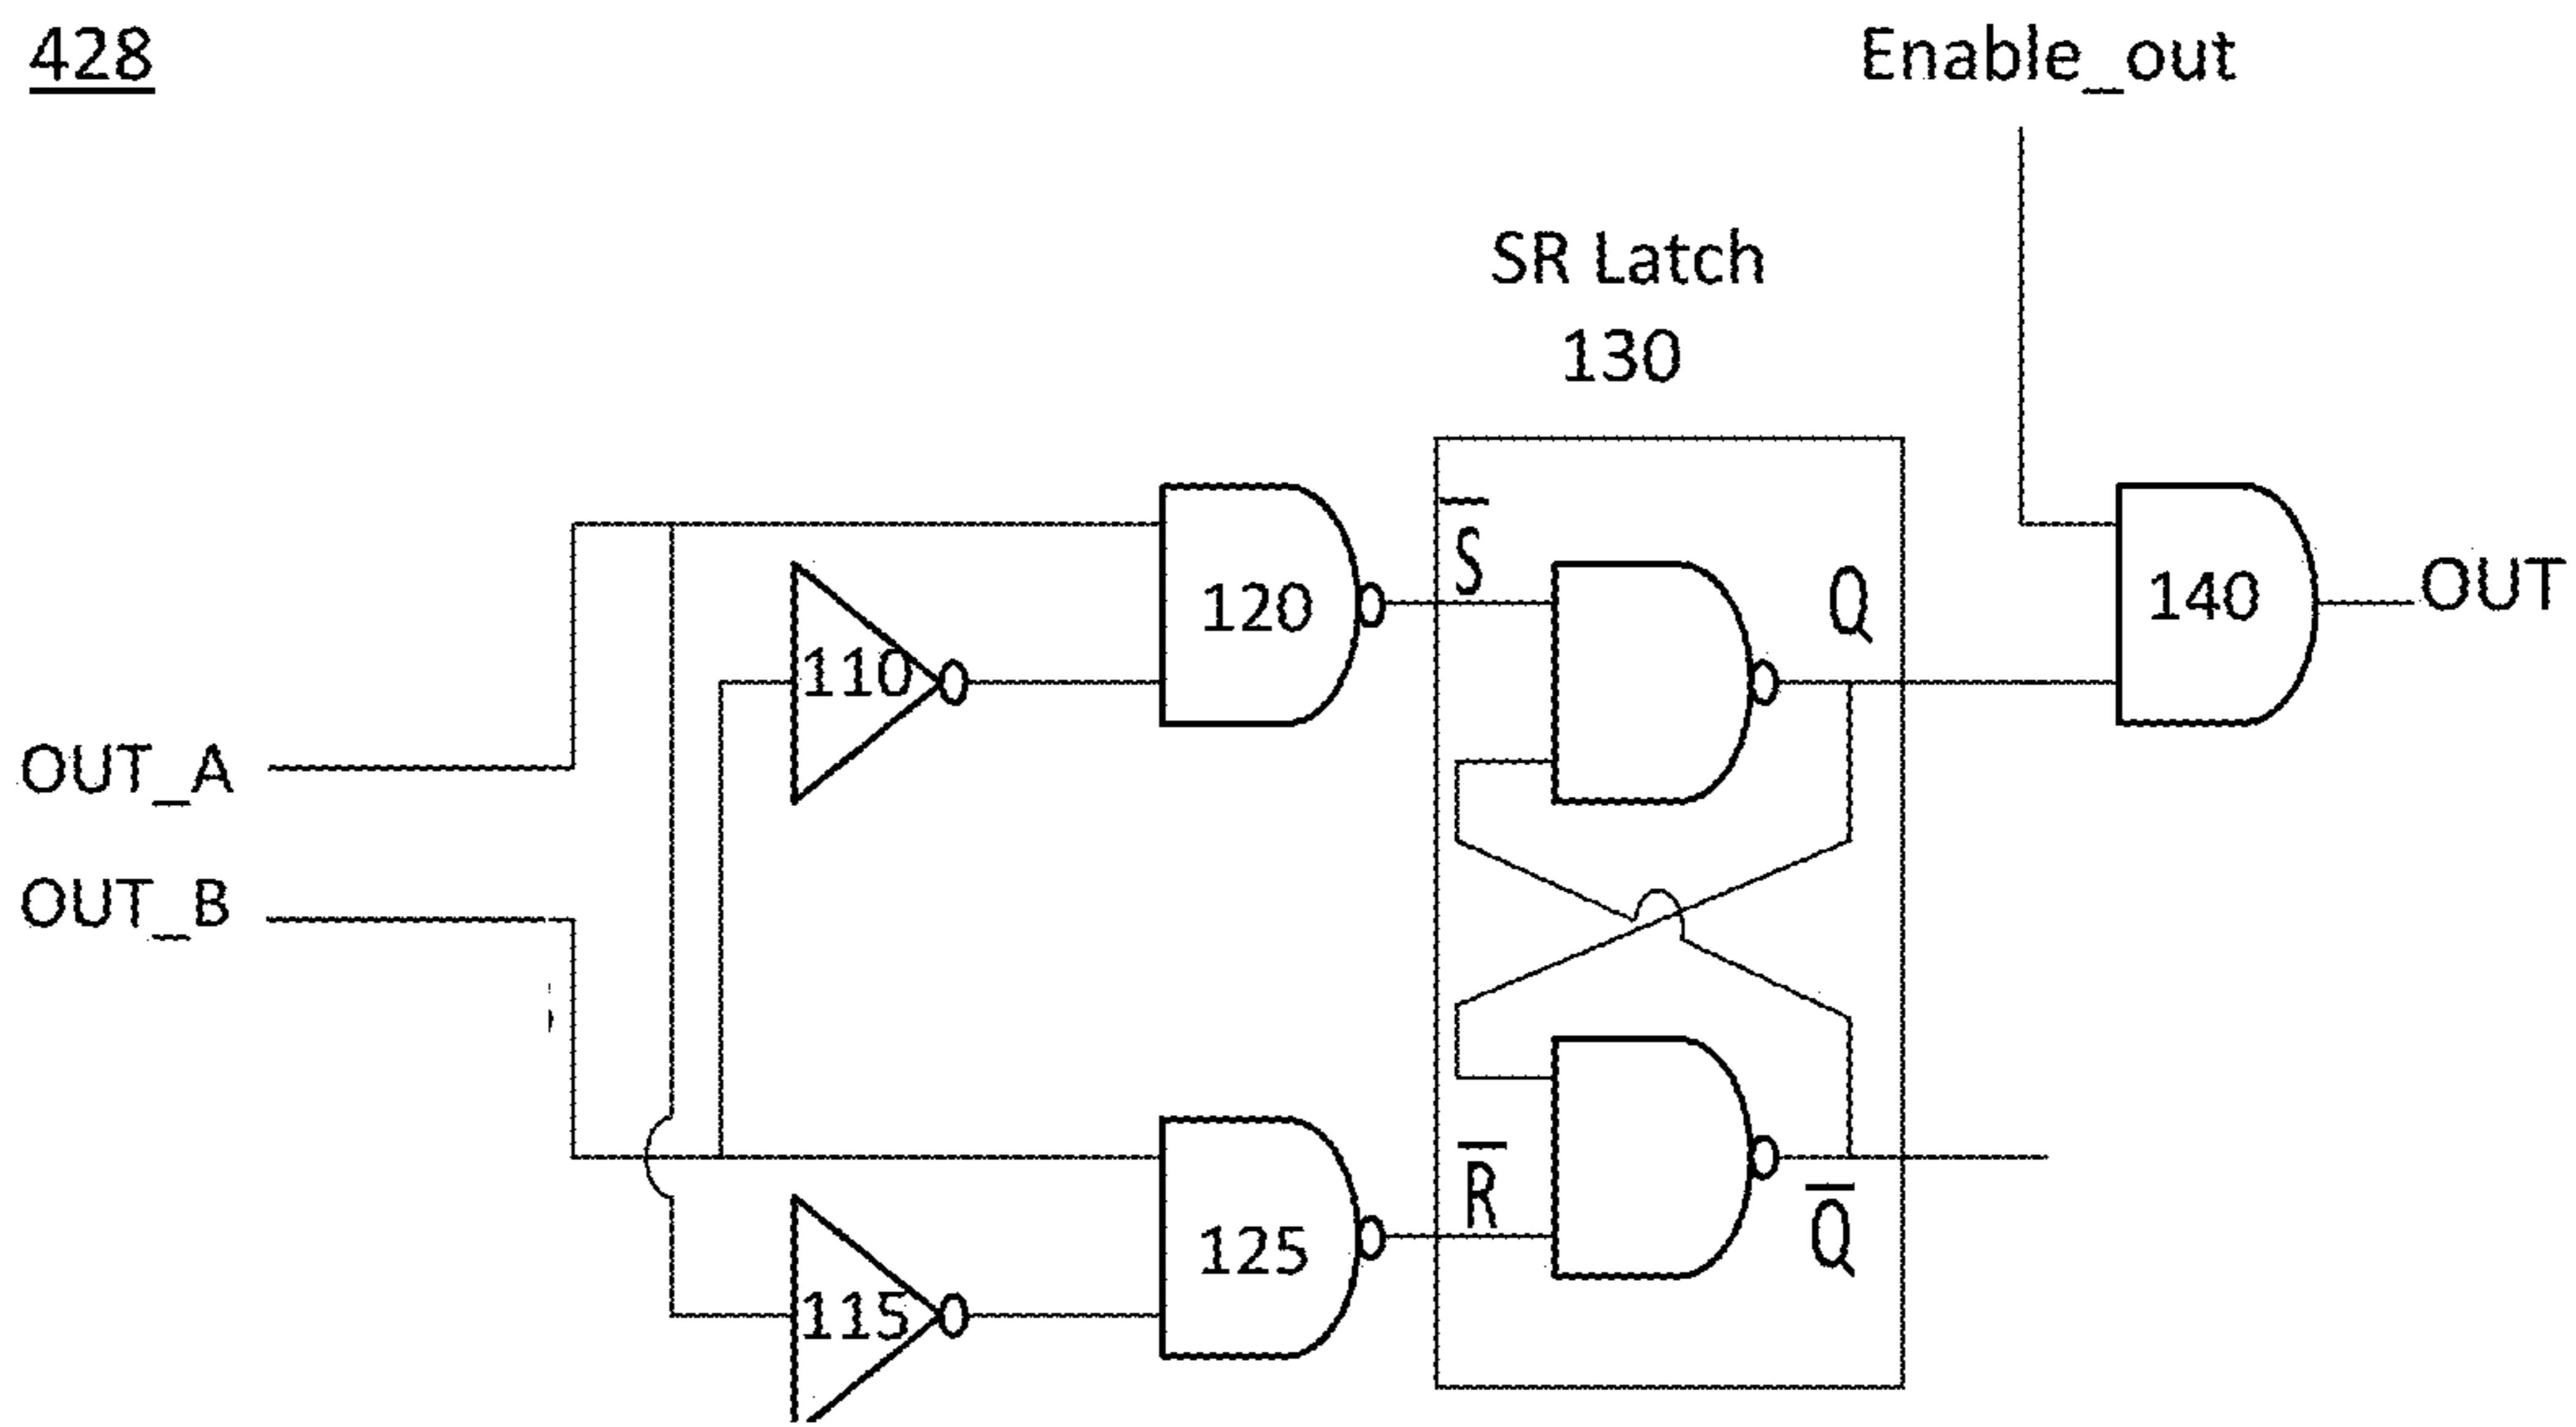 428
Enable_out
SR Latch
130
S̅
Q
120
140
OUT
110
OUT_A
OUT_B
R̅
Q̅
125
115